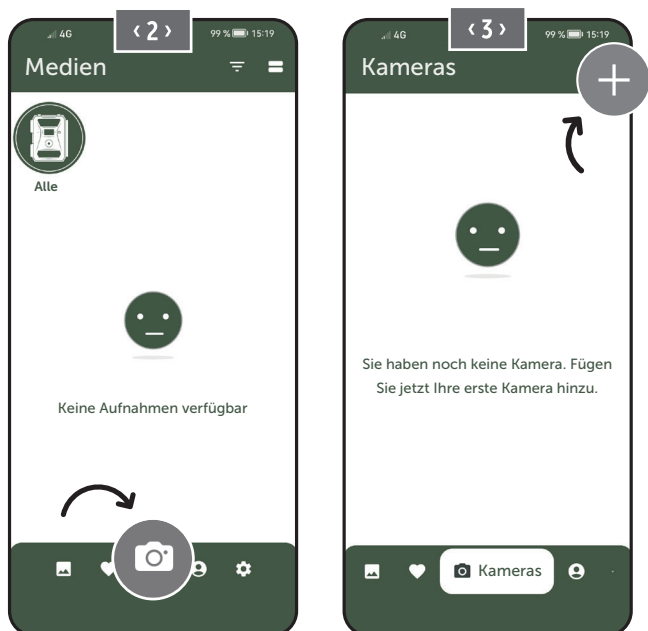 4G
‹ 2 ›
99 % 15:19
Medien
Alle
Keine Aufnahmen verfügbar
4G
‹ 3 ›
99 % 15:19
Kameras
Sie haben noch keine Kamera. Fügen
Sie jetzt Ihre erste Kamera hinzu.
Kameras